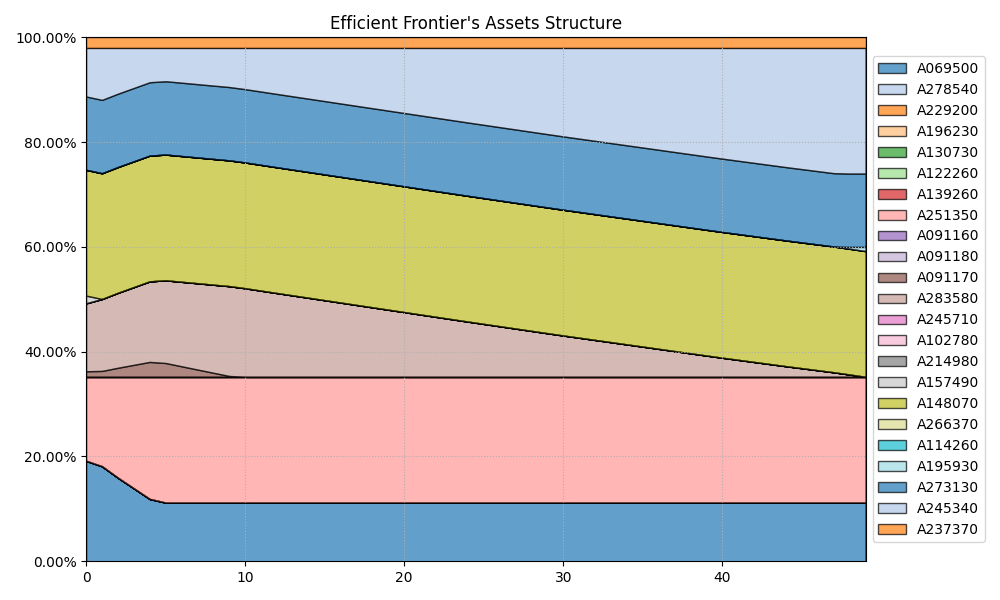 Efficient Frontier's Assets Structure
100.00%
80.00%
60.00%
40.00%
20.00%
0.00%
0
10
20
30
40
A069500
A278540
A229200
A196230
A130730
A122260
A139260
A251350
A091160
A091180
A091170
A283580
A245710
A102780
A214980
A157490
A148070
A266370
A114260
A195930
A273130
A245340
A237370